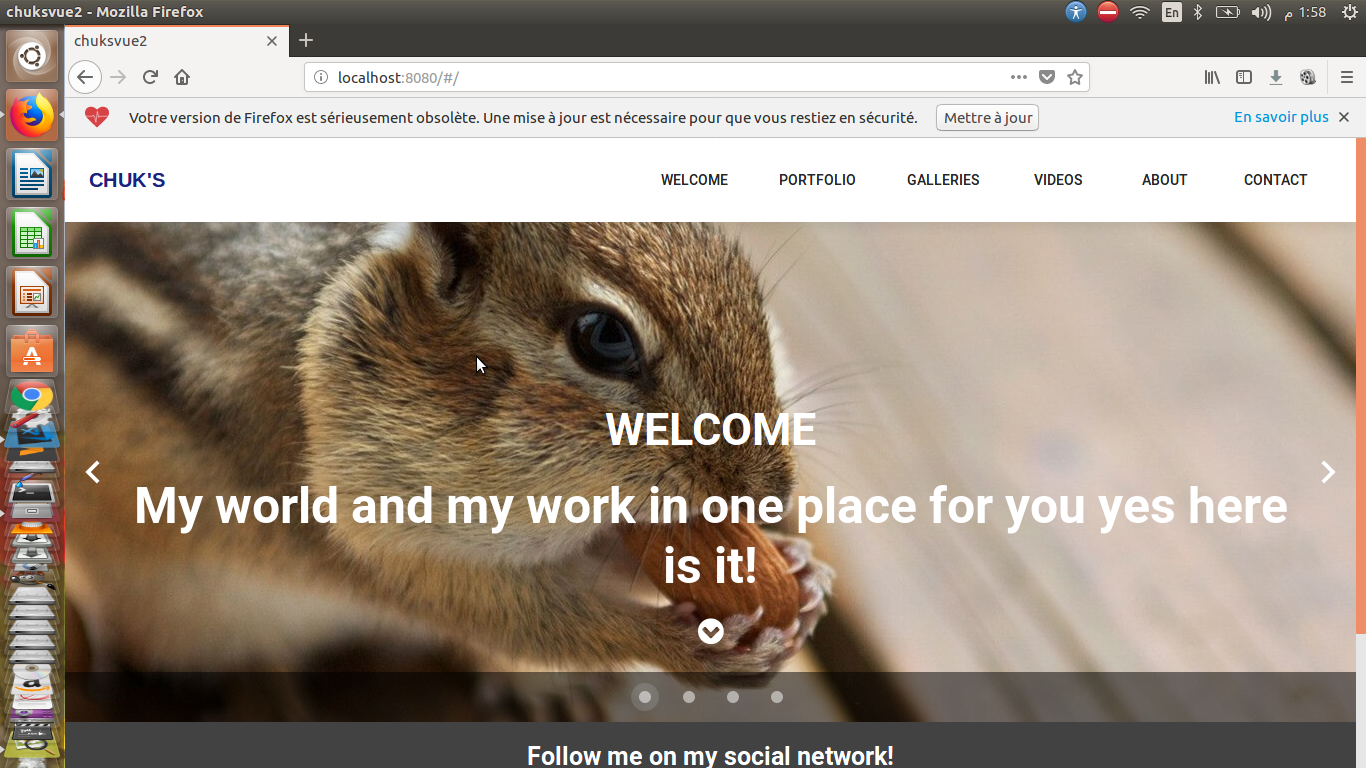 chuksvue2 - Mozilla Firefox
En
1:58 م
chuksvue2
localhost:8080/#/
Votre version de Firefox est sérieusement obsolète. Une mise à jour est nécessaire pour que vous restiez en sécurité.
Mettre à jour
En savoir plus
CHUK'S
WELCOME
PORTFOLIO
GALLERIES
VIDEOS
ABOUT
CONTACT
WELCOME
My world and my work in one place for you yes here
is it!
Follow me on my social network!